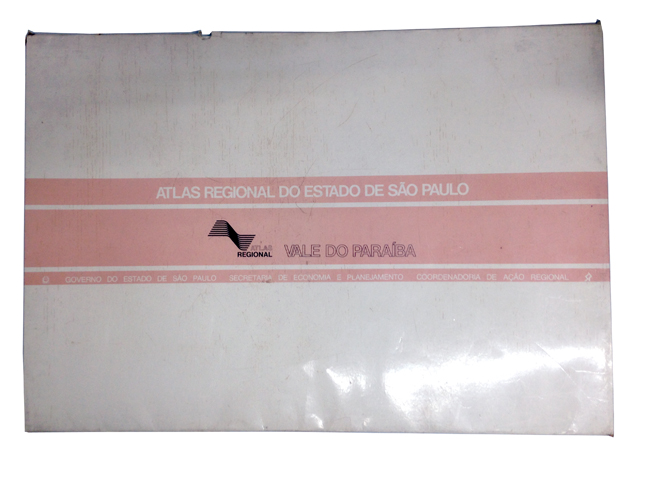 ATLAS REGIONAL DO ESTADO DE SÃO PAULO
ATLAS
REGIONAL
VALE DO PARAÍBA
GOVERNO DO ESTADO DE SÃO PAULO SECRETARIA DE ECONOMIA E PLANEJAMENTO COORDENADORIA DE AÇÃO REGIONAL